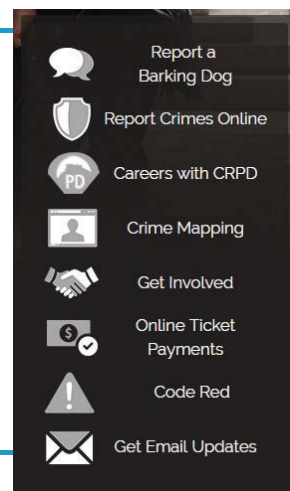 Report a
Barking Dog
Report Crimes Online
PD
Careers with CRPD
Crime Mapping
Get Involved
$
Online Ticket
Payments
Code Red
Get Email Updates